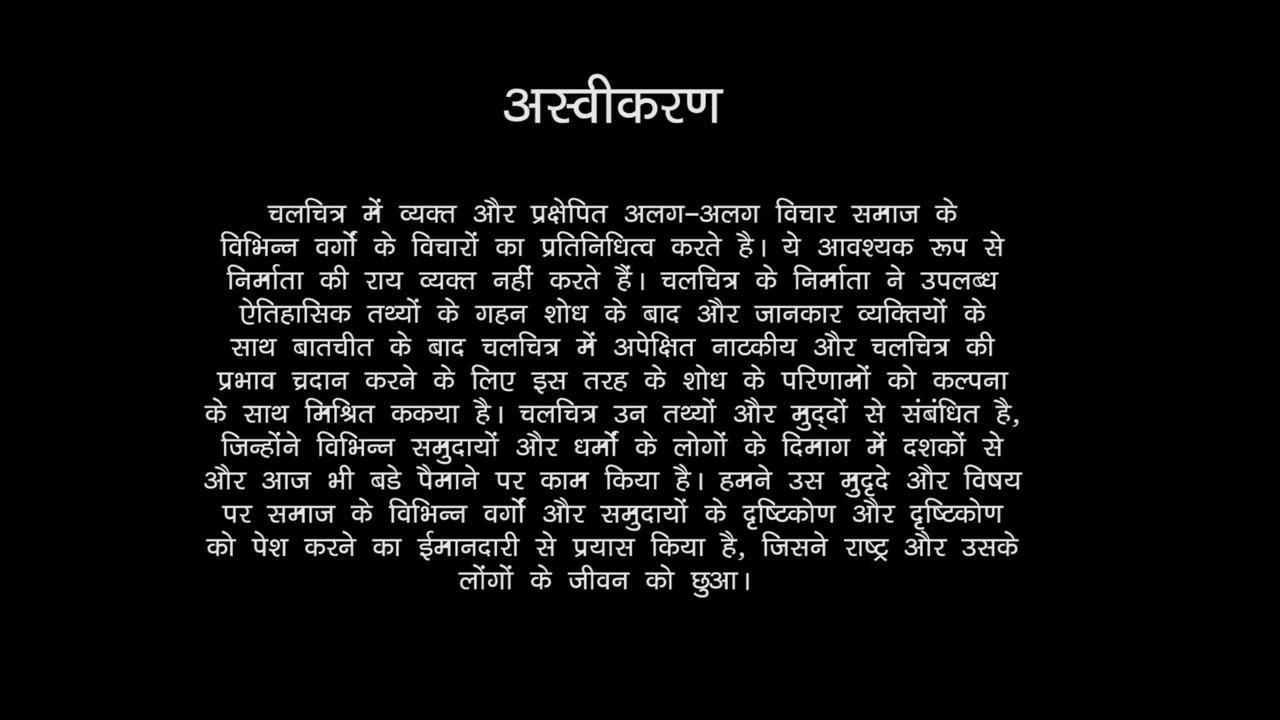 अस्वीकरण
चलचित्र में व्यक्त और प्रक्षेपित अलग-अलग विचार समाज के
विभिन्न वर्गों के विचारों का प्रतिनिधित्व करते है। ये आवश्यक रूप से
निर्माता की राय व्यक्त नहीं करते हैं। चलचित्र के निर्माता ने उपलब्ध
ऐतिहासिक तथ्यों के गहन शोध के बाद और जानकार व्यक्तियों के
साथ बातचीत के बाद चलचित्र में अपेक्षित नाटकीय और चलचित्र की
प्रभाव च्रदान करने के लिए इस तरह के शोध के परिणामों को कल्पना
के साथ मिश्रित ककया है। चलचित्र उन तथ्यों और मुद्दों से संबंधित है,
जिन्होंने विभिन्न समुदायों और धर्मों के लोगों के दिमाग में दशकों से
और आज भी बडे पैमाने पर काम किया है। हमने उस मुदृदे और विषय
पर समाज के विभिन्न वर्गों और समुदायों के दृष्टिकोण और दृष्टिकोण
को पेश करने का ईमानदारी से प्रयास किया है, जिसने राष्ट्र और उसके
लोंगों के जीवन को छुआ।